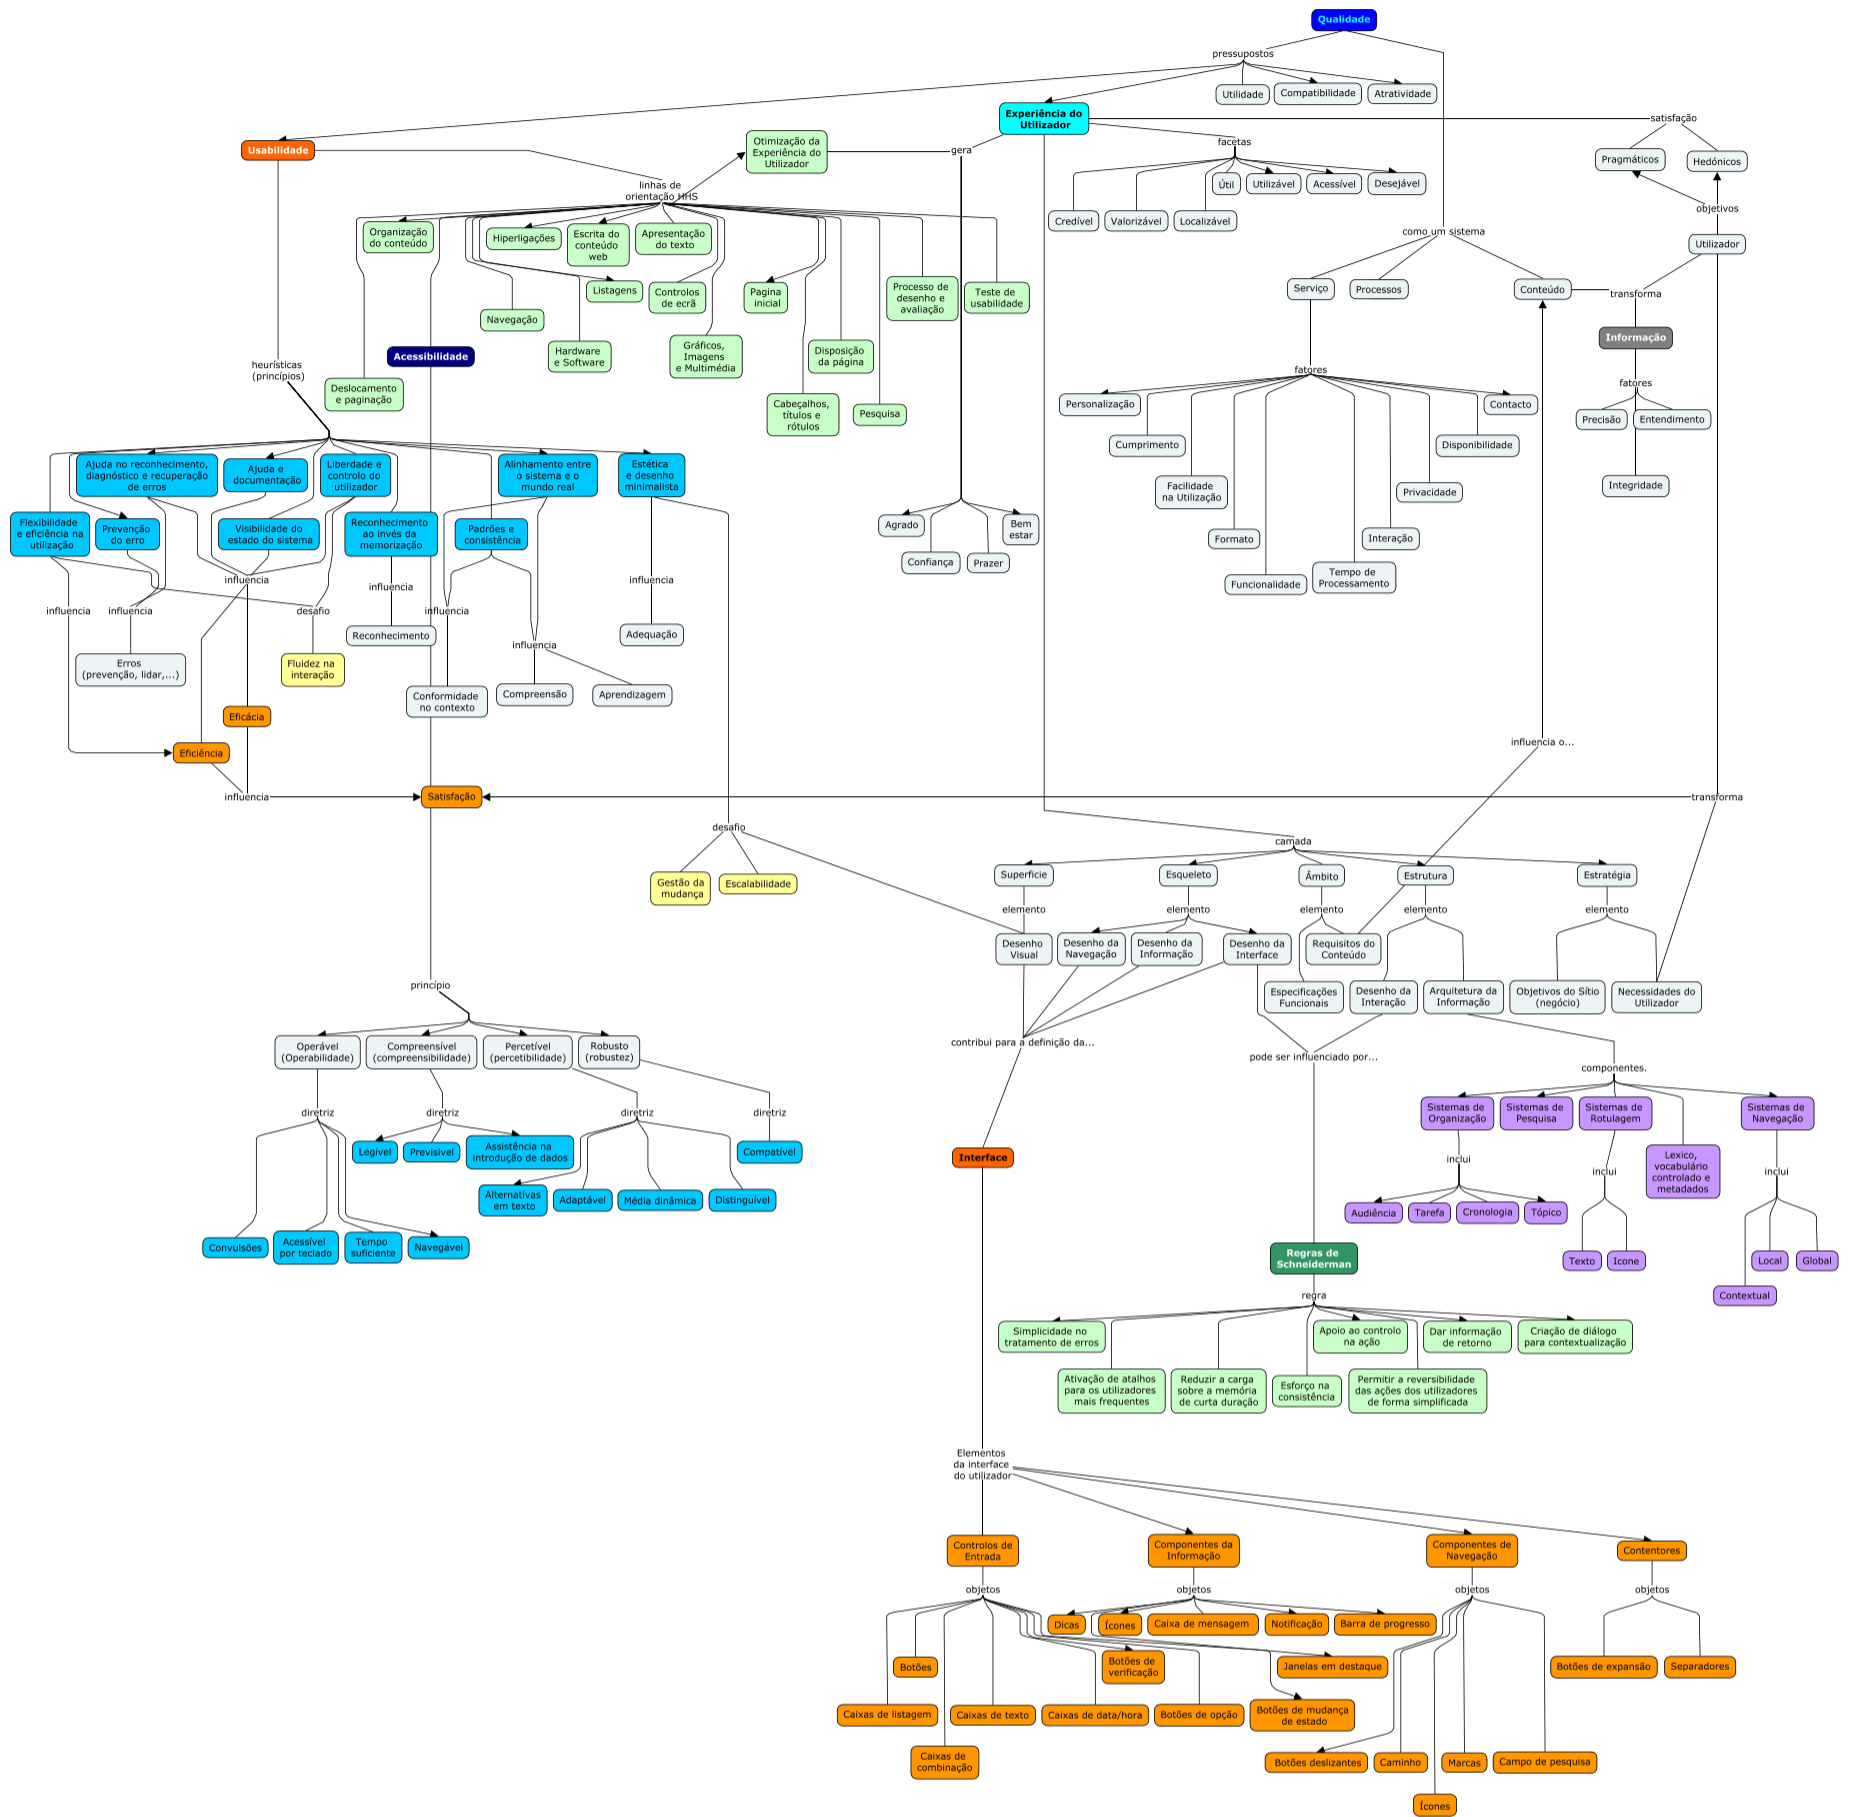 Qualidade
pressupostos
Utilidade
Compatibilidade
Atratividade
Experiência do
Utilizador
satisfação
Usabilidade
Otimização da
Experiência do
Utilizador
gera
facetas
Pragmáticos
Hedónicos
linhas de
orientação HHS
Útil
Utilizável
Acessível
Desejável
Credível
Valorizável
Localizável
objetivos
Organização
do conteúdo
Hiperligações
Escrita do
conteúdo
web
Apresentação
do texto
como um sistema
Utilizador
Listagens
Controlos
de ecrã
Pagina
inicial
Processo de
desenho e
avaliação
Teste de
usabilidade
Serviço
Processos
Conteúdo
transforma
Navegação
Informação
Acessibilidade
Hardware
e Software
Gráficos,
Imagens
e Multimédia
Disposição
da página
heurísticas
(princípios)
fatores
fatores
Deslocamento
e paginação
Cabeçalhos,
títulos e
rótulos
Pesquisa
Personalização
Contacto
Precisão
Entendimento
Cumprimento
Disponibilidade
Ajuda no reconhecimento,
diagnóstico e recuperação
de erros
Ajuda e
documentação
Liberdade e
controlo do
utilizador
Alinhamento entre
o sistema e o
mundo real
Estética
e desenho
minimalista
Facilidade
na Utilização
Privacidade
Integridade
Flexibilidade
e eficiência na
utilização
Prevenção
do erro
Visibilidade do
estado do sistema
Reconhecimento
ao invés da
memorização
Padrões e
consistência
Agrado
Bem
estar
Formato
Interação
Confiança
Prazer
Funcionalidade
Tempo de
Processamento
influencia
influencia
influencia
influencia
influencia
desafio
influencia
Reconhecimento
Adequação
influencia
Erros
(prevenção, lidar,...)
Fluidez na
interação
Conformidade
no contexto
Compreensão
Aprendizagem
Eficácia
Eficiência
influencia o...
influencia
Satisfação
transforma
desafio
camada
Gestão da
mudança
Escalabilidade
Superficie
Esqueleto
Âmbito
Estrutura
Estratégia
elemento
elemento
elemento
elemento
elemento
Desenho
Visual
Desenho da
Navegação
Desenho da
Informação
Desenho da
Interface
Requisitos do
Conteúdo
princípio
Especificações
Funcionais
Desenho da
Interação
Arquitetura da
Informação
Objetivos do Sítio
(negócio)
Necessidades do
Utilizador
Operável
(Operabilidade)
Compreensível
(compreensibilidade)
Percetível
(percetibilidade)
Robusto
(robustez)
contribui para a definição da...
pode ser influenciado por...
componentes.
diretriz
diretriz
diretriz
diretriz
Sistemas de
Organização
Sistemas de
Pesquisa
Sistemas de
Rotulagem
Sistemas de
Navegação
Legível
Previsivel
Assistência na
introdução de dados
Compatível
Interface
inclui
inclui
Lexico,
vocabulário
controlado e
metadados
inclui
Alternativas
em texto
Adaptável
Média dinâmica
Distinguível
Audiência
Tarefa
Cronologia
Tópico
Convulsões
Acessível
por teclado
Tempo
suficiente
Navegável
Regras de
Schneiderman
Texto
Icone
Local
Global
Contextual
regra
Simplicidade no
tratamento de erros
Apoio ao controlo
na ação
Dar informação
de retorno
Criação de diálogo
para contextualização
Ativação de atalhos
para os utilizadores
mais frequentes
Reduzir a carga
sobre a memória
de curta duração
Esforço na
consistência
Permitir a reversibilidade
das ações dos utilizadores
de forma simplificada
Elementos
da interface
do utilizador
Controlos de
Entrada
Componentes da
Informação
Componentes de
Navegação
Contentores
objetos
objetos
objetos
objetos
Dicas
Ícones
Caixa de mensagem
Notificação
Barra de progresso
Botões
Botões de
verificação
Janelas em destaque
Botões de expansão
Separadores
Caixas de listagem
Caixas de texto
Caixas de data/hora
Botões de opção
Botões de mudança
de estado
Caixas de
combinação
Botões deslizantes
Caminho
Marcas
Campo de pesquisa
Ícones